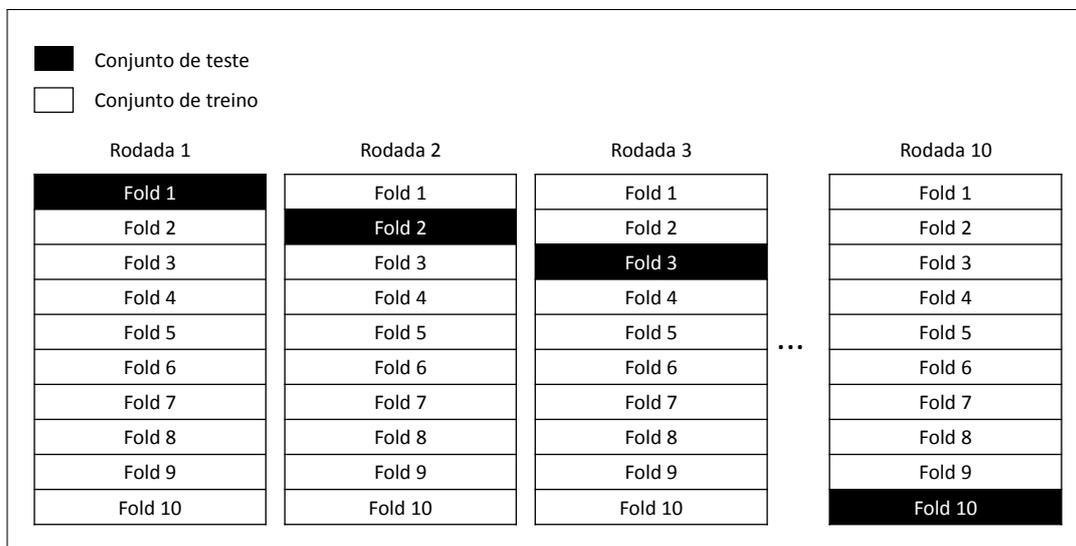 Conjunto de teste
Conjunto de treino
Rodada 1 Rodada 2 Rodada 3 Rodada 10
Fold 1 Fold 1 Fold 1 Fold 1
Fold 2 Fold 2 Fold 2 Fold 2
Fold 3 Fold 3 Fold 3 Fold 3
Fold 4 Fold 4 Fold 4 Fold 4
Fold 5 Fold 5 Fold 5 Fold 5
...
Fold 6 Fold 6 Fold 6 Fold 6
Fold 7 Fold 7 Fold 7 Fold 7
Fold 8 Fold 8 Fold 8 Fold 8
Fold 9 Fold 9 Fold 9 Fold 9
Fold 10 Fold 10 Fold 10 Fold 10